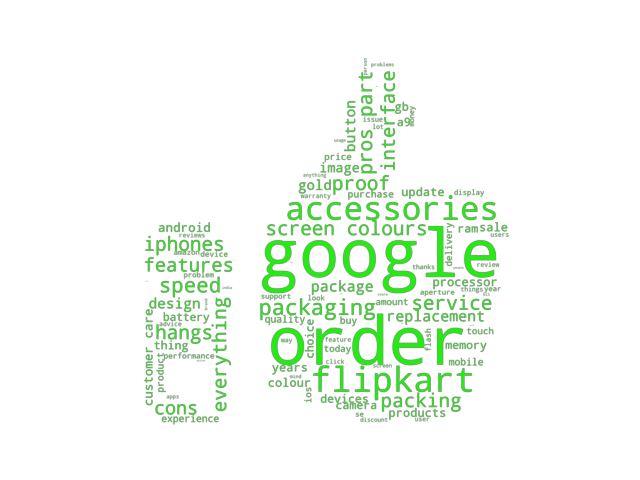 person
problems
pros part
interface
button
gb
money
a9
issue
lot
usage
price
image
anything
gold
proof
warranty
purchase
update
display
accessories
android
reviews
screen colours
delivery
ram
sale
users
iphones
amazon
device
google
features
problem
thanks
review
speed
india
package
processor
aperture
things
year
support
look
design
brand
packaging
amount
service
battery
quality
choice
buy
replacement
advice
customer care
hangs
everything
order
flash
touch
way
feature
thing
today
memory
product
performance
click
screen
mobile
years
mind
flipkart
colour
ios
apps
devices
packing
cons
camera
se
products
experience
discount
user